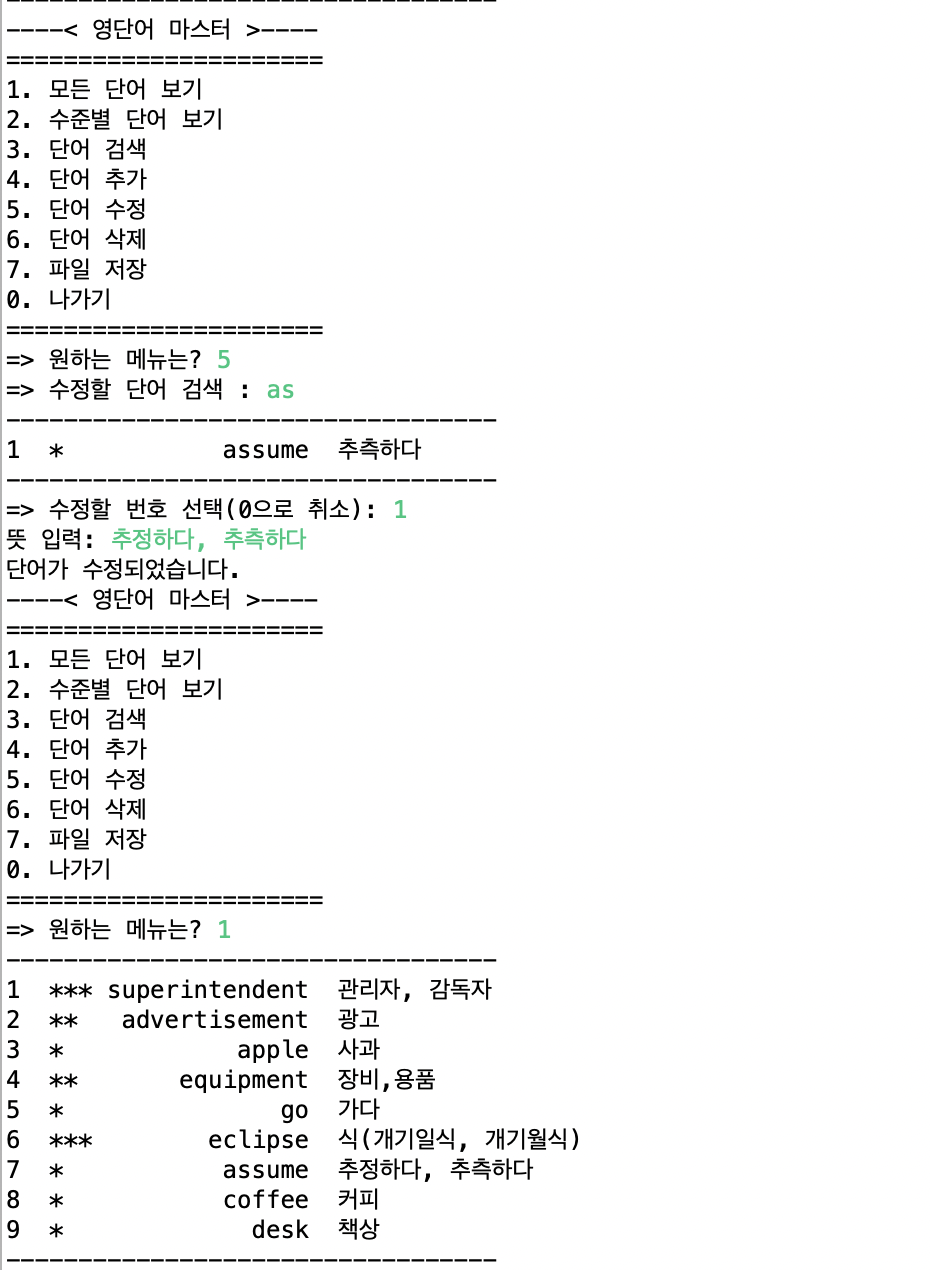 ----------------------------------
----< 영단어 마스터 >----
======================
1. 모든 단어 보기
2. 수준별 단어 보기
3. 단어 검색
4. 단어 추가
5. 단어 수정
6. 단어 삭제
7. 파일 저장
0. 나가기
======================
=> 원하는 메뉴는? 5
=> 수정할 단어 검색 : as
----------------------------------
1  *           assume  추측하다
----------------------------------
=> 수정할 번호 선택(0으로 취소): 1
뜻 입력: 추정하다, 추측하다
단어가 수정되었습니다.
----< 영단어 마스터 >----
======================
1. 모든 단어 보기
2. 수준별 단어 보기
3. 단어 검색
4. 단어 추가
5. 단어 수정
6. 단어 삭제
7. 파일 저장
0. 나가기
======================
=> 원하는 메뉴는? 1
----------------------------------
1  *** superintendent  관리자, 감독자
2  **   advertisement  광고
3  *            apple  사과
4  **       equipment  장비,용품
5  *               go  가다
6  ***        eclipse  식(개기일식, 개기월식)
7  *           assume  추정하다, 추측하다
8  *           coffee  커피
9  *             desk  책상
----------------------------------